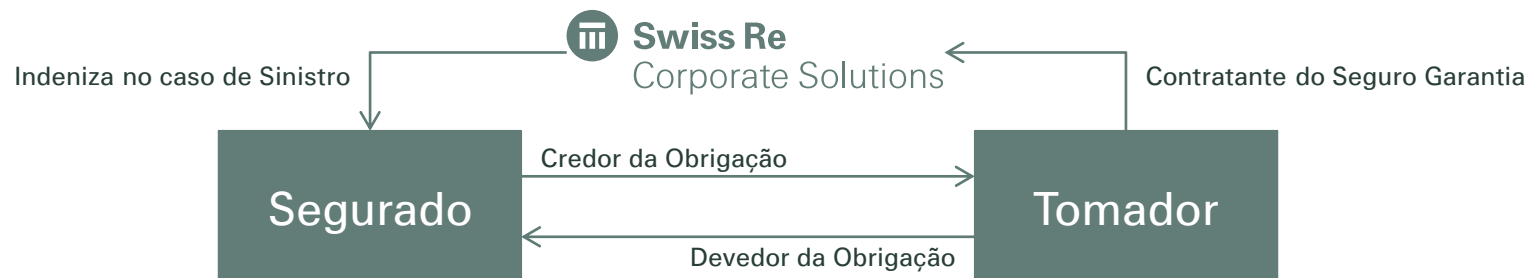 Swiss Re
Corporate Solutions
Indeniza no caso de Sinistro
Contratante do Seguro Garantia
Credor da Obrigação
Segurado
Tomador
Devedor da Obrigação